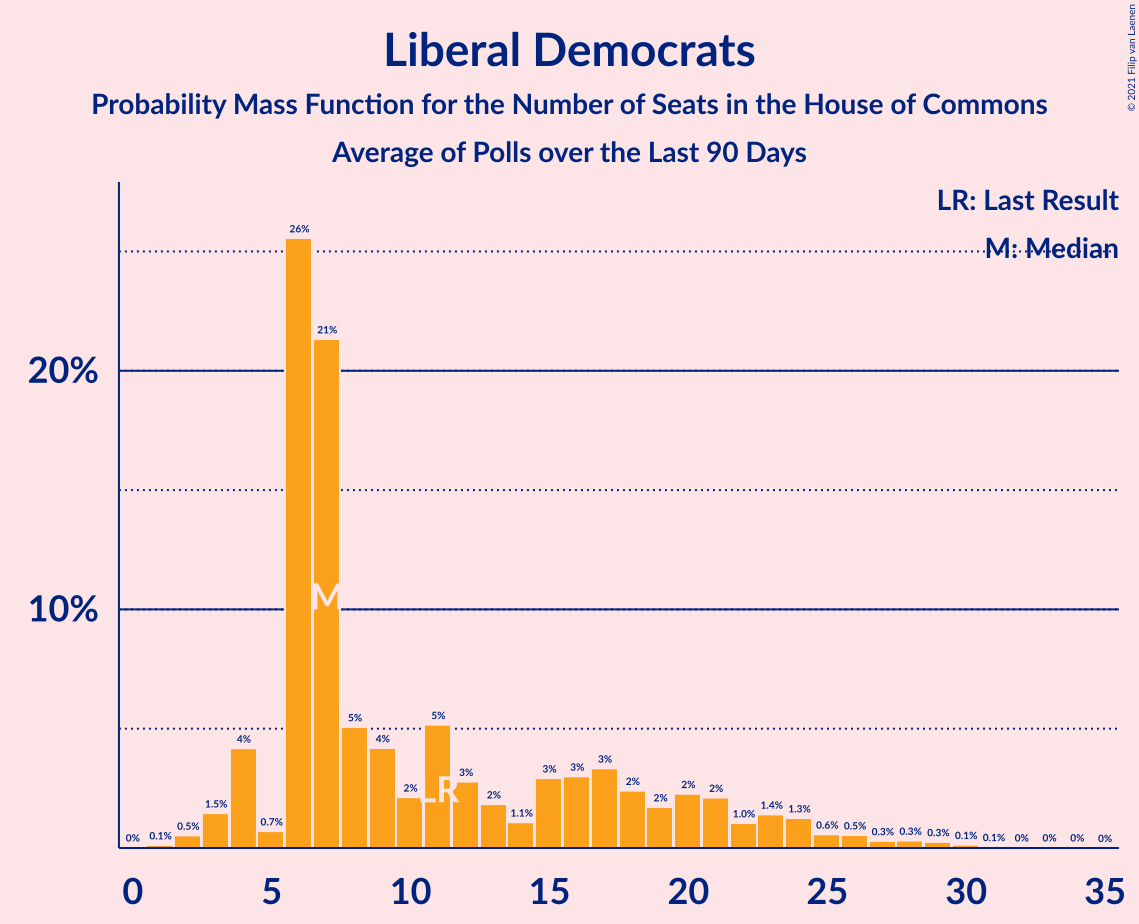 Liberal Democrats
Probability Mass Function for the Number of Seats in the House of Commons
Average of Polls over the Last 90 Days
© 2021 Filip van Laenen
LR: Last Result
M: Median
20%
10%
0% 0.1% 0.5% 1.5% 4% 0.7% 26% 21% 5% 4% 2% 5% 3% 2% 1.1% 3% 3% 3% 2% 2% 2% 2% 1.0% 1.4% 1.3% 0.6% 0.5% 0.3% 0.3% 0.3% 0.1% 0.1% 0% 0% 0% 0%
M
LR
0 5 10 15 20 25 30 35